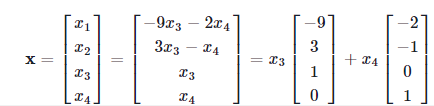 x = [x₁ x₂ x₃ x₄] = [−9x₃ − 2x₄ 3x₃ − x₄ x₃ x₄] = x₃ [−9 3 1 0] + x₄ [−2 −1 0 1]